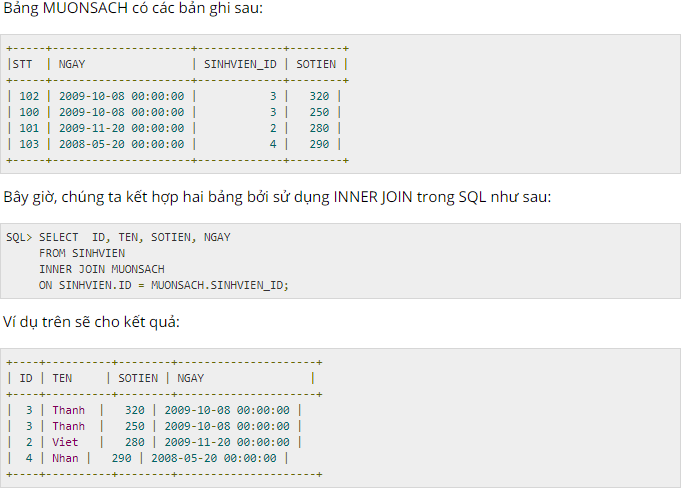 Bảng MUONSACH có các bản ghi sau:
+-----+---------------------+-------------+--------+
|STT  | NGAY                | SINHVIEN_ID | SOTIEN |
+-----+---------------------+-------------+--------+
| 102 | 2009-10-08 00:00:00 |           3 |   320 |
| 100 | 2009-10-08 00:00:00 |           3 |   250 |
| 101 | 2009-11-20 00:00:00 |           2 |   280 |
| 103 | 2008-05-20 00:00:00 |           4 |   290 |
+-----+---------------------+-------------+--------+
Bây giờ, chúng ta kết hợp hai bảng bởi sử dụng INNER JOIN trong SQL như sau:
SQL> SELECT  ID, TEN, SOTIEN, NGAY
     FROM SINHVIEN
     INNER JOIN MUONSACH
     ON SINHVIEN.ID = MUONSACH.SINHVIEN_ID;
Ví dụ trên sẽ cho kết quả:
+----+----------+--------+---------------------+
| ID | TEN     | SOTIEN | NGAY                |
+----+----------+--------+---------------------+
|  3 | Thanh  |   320 | 2009-10-08 00:00:00 |
|  3 | Thanh  |   250 | 2009-10-08 00:00:00 |
|  2 | Viet   |   280 | 2009-11-20 00:00:00 |
|  4 | Nhan |   290 | 2008-05-20 00:00:00 |
+----+----------+--------+---------------------+